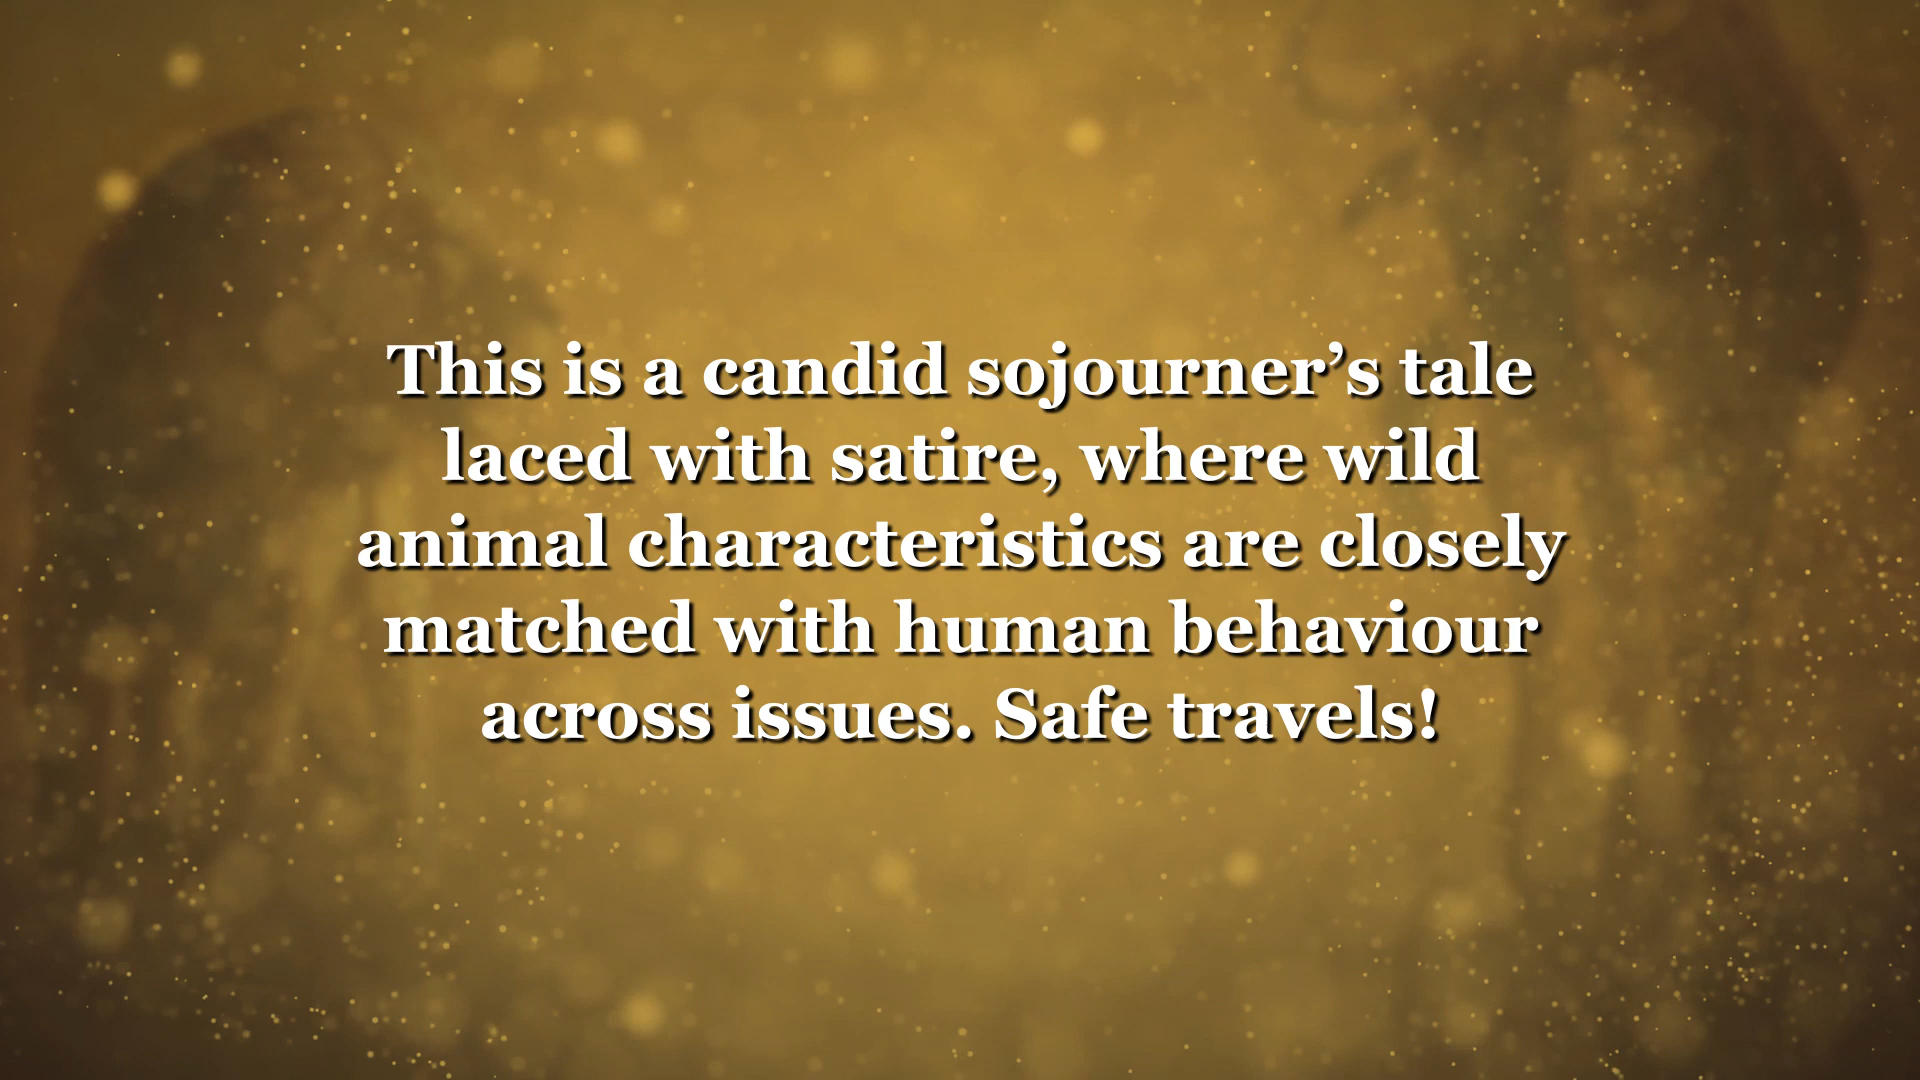 This is a candid sojourner’s tale
laced with satire, where wild
animal characteristics are closely
matched with human behaviour
across issues. Safe travels!